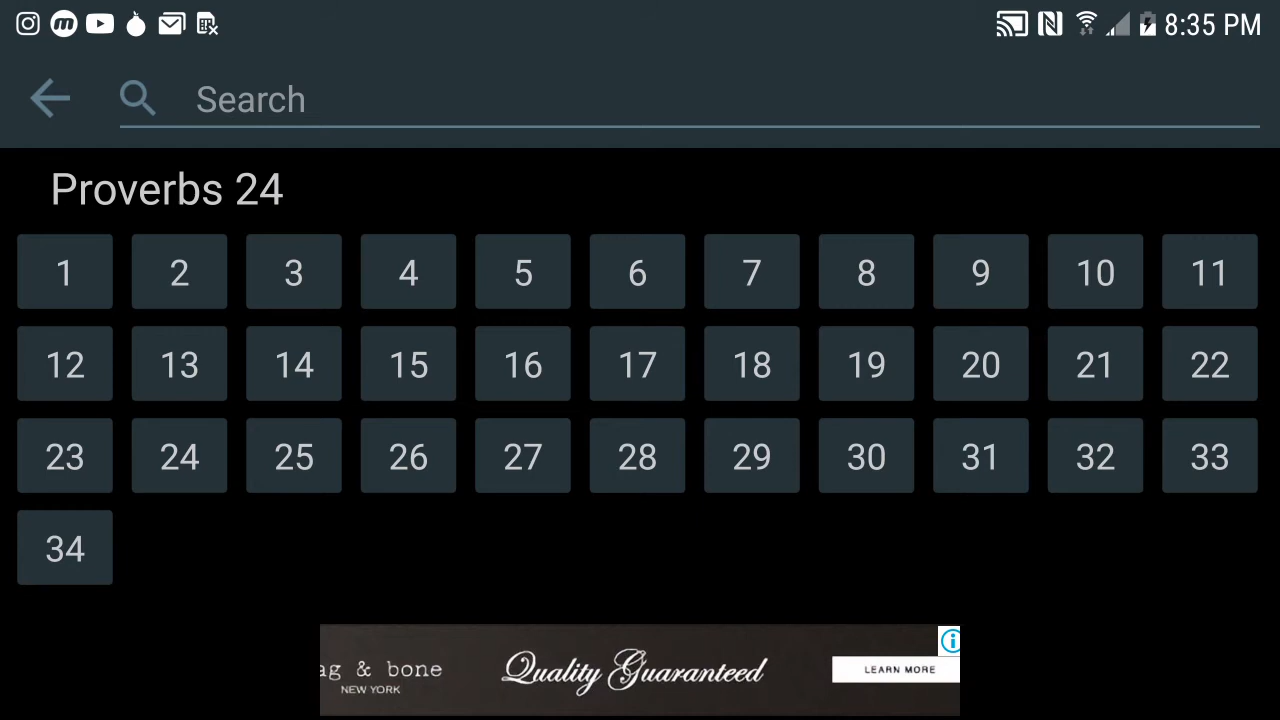 8:35 PM
Search
Proverbs 24
1 2 3 4 5 6 7 8 9 10 11
12 13 14 15 16 17 18 19 20 21 22
23 24 25 26 27 28 29 30 31 32 33
34
ag & bone
NEW YORK
Quality Guaranteed
LEARN MORE